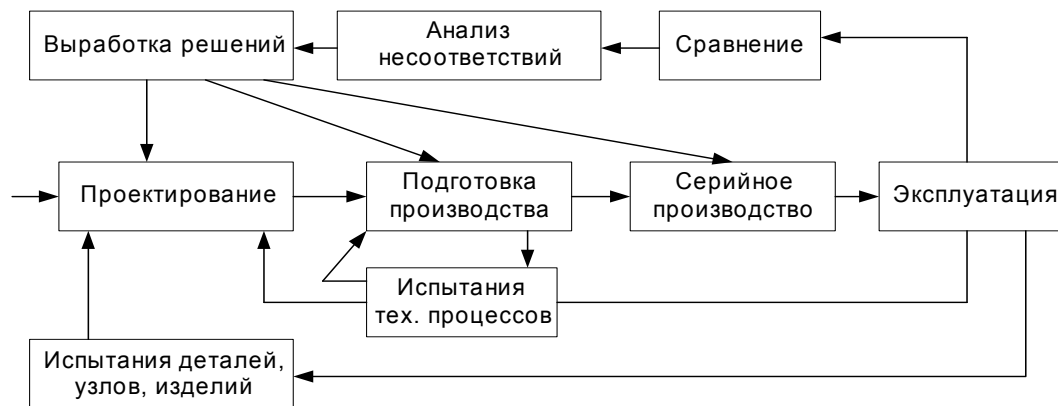 Выработка решений
Анализ
несоответствий
Сравнение
Проектирование
Подготовка
производства
Серийное
производство
Эксплуатация
Испытания
тех. процессов
Испытания деталей,
узлов, изделий